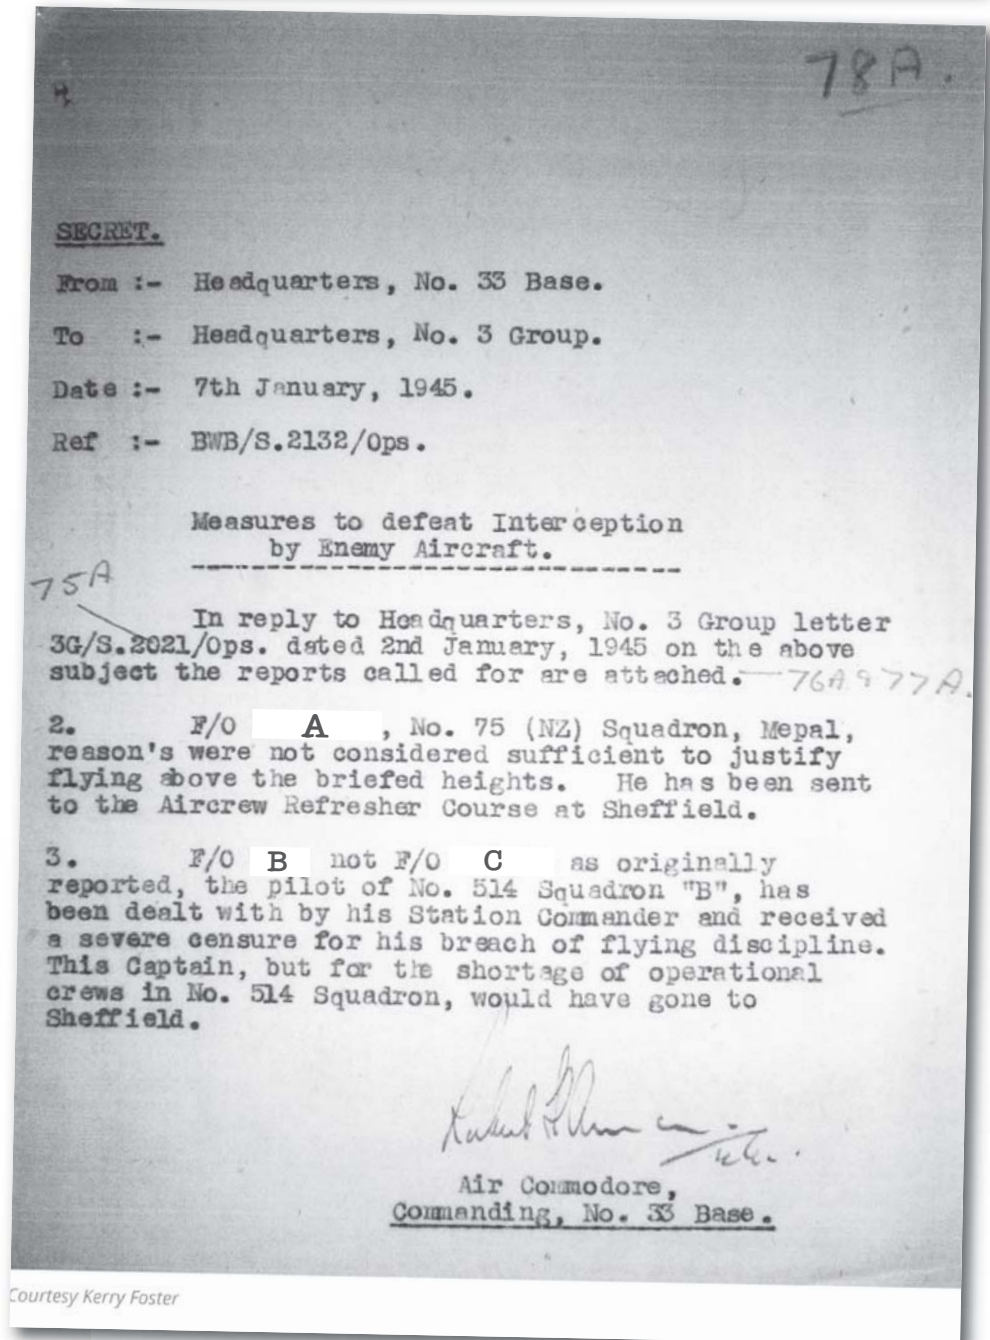 78A.
SECRET.
From :- Headquarters, No. 33 Base.
To :- Headquarters, No. 3 Group.
Date :- 7th January, 1945.
Ref :- BWB/S.2132/Ops.
Measures to defeat Interception
by Enemy Aircraft.
75A
In reply to Headquarters, No. 3 Group letter
3G/S.2021/Ops. dated 2nd January, 1945 on the above
subject the reports called for are attached. 76A & 77A.
2. F/O A , No. 75 (NZ) Squadron, Mepal,
reason's were not considered sufficient to justify
flying above the briefed heights. He has been sent
to the Aircrew Refresher Course at Sheffield.
3. F/O B not F/O C as originally
reported, the pilot of No. 514 Squadron "B", has
been dealt with by his Station Commander and received
a severe censure for his breach of flying discipline.
This Captain, but for the shortage of operational
crews in No. 514 Squadron, would have gone to
Sheffield.
Air Commodore,
Commanding, No. 33 Base.
Courtesy Kerry Foster